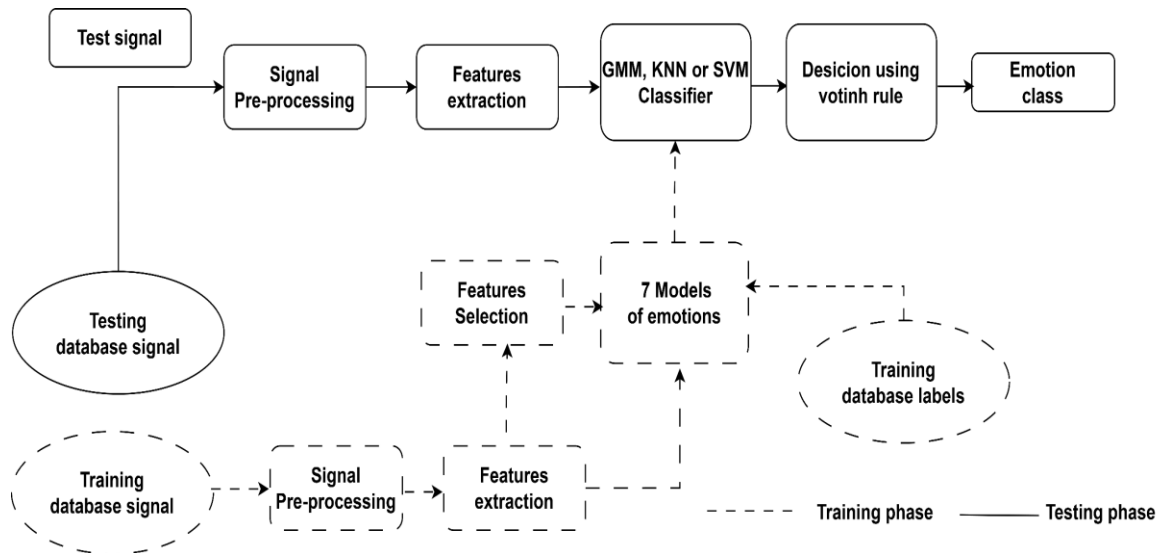 Test signal
Signal
Pre-processing
Features
extraction
GMM, KNN or SVM
Classifier
Desicion using
votinh rule
Emotion
class
Features
Selection
7 Models
of emotions
Testing
database signal
Training
database labels
Training
database signal
Signal
Pre-processing
Features
extraction
Training phase
Testing phase